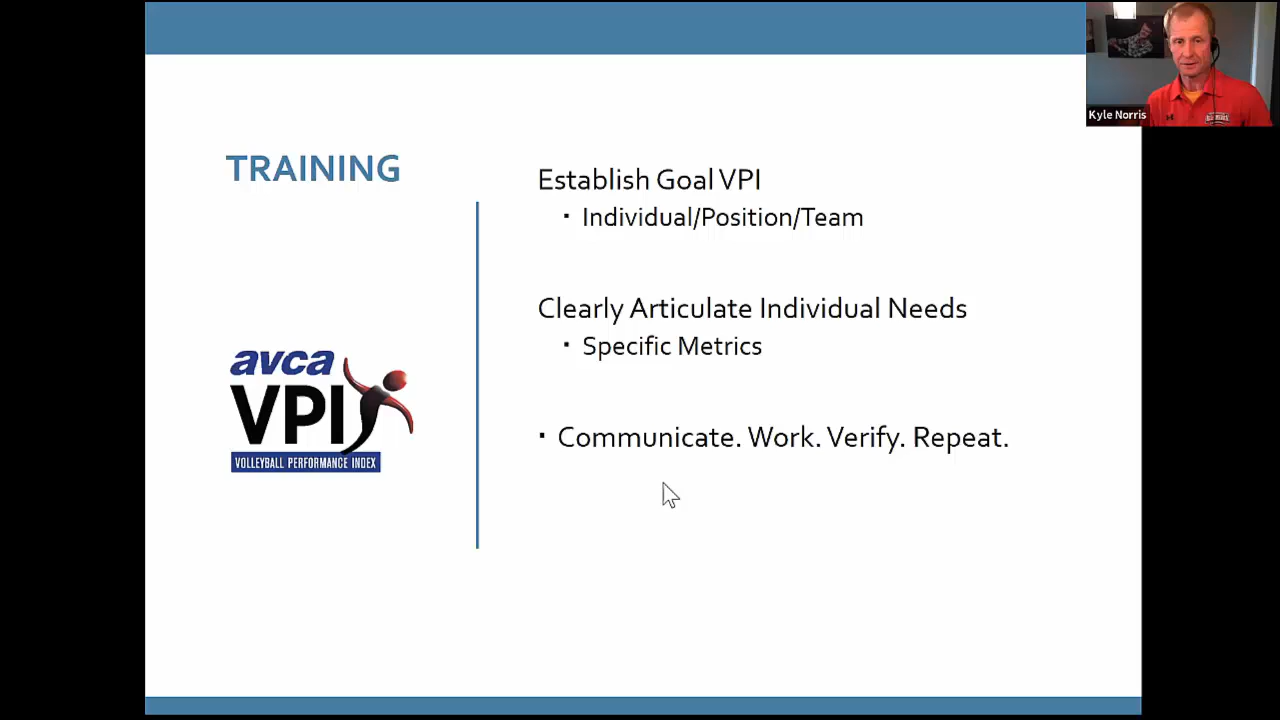 Kyle Norris
TRAINING
Establish Goal VPI
▪ Individual/Position/Team
Clearly Articulate Individual Needs
▪ Specific Metrics
▪ Communicate. Work. Verify. Repeat.
avca
VPI
VOLLEYBALL PERFORMANCE INDEX